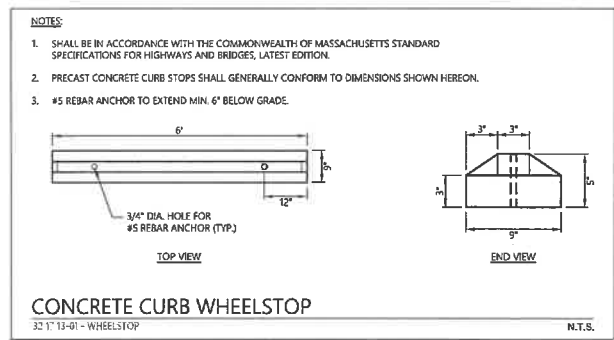 NOTES:
1. SHALL BE IN ACCORDANCE WITH THE COMMONWEALTH OF MASSACHUSETTS STANDARD
SPECIFICATIONS FOR HIGHWAYS AND BRIDGES, LATEST EDITION.
2. PRECAST CONCRETE CURB STOPS SHALL GENERALLY CONFORM TO DIMENSIONS SHOWN HEREON.
3. #5 REBAR ANCHOR TO EXTEND MIN. 6" BELOW GRADE.
6'
9"
12"
3/4" DIA. HOLE FOR
#5 REBAR ANCHOR (TYP.)
TOP VIEW
3" 3"
3"
5"
9"
END VIEW
CONCRETE CURB WHEELSTOP
32 17 13-01 - WHEELSTOP
N.T.S.